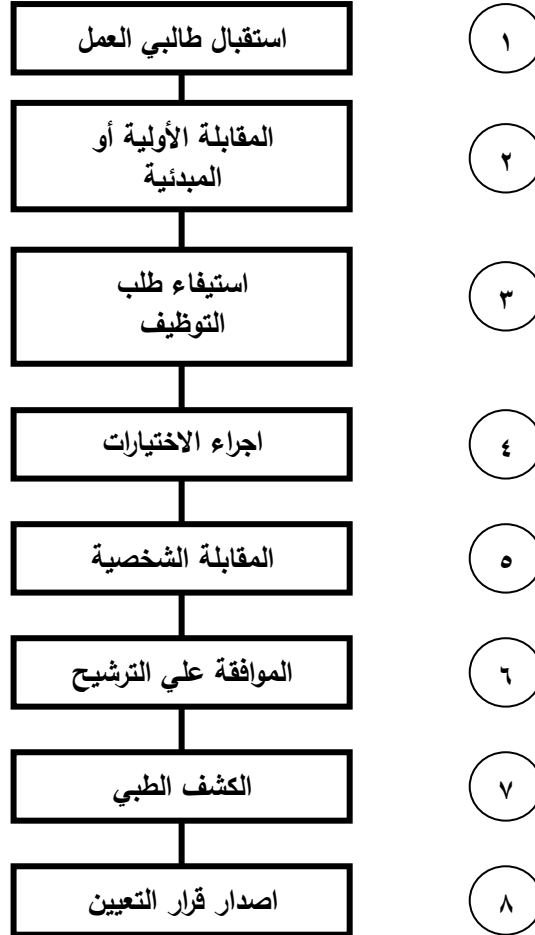 استقبال طالبي العمل
١
المقابلة الأولية أو
المبدئية
٢
استيفاء طلب
التوظيف
٣
اجراء الاختيارات
٤
المقابلة الشخصية
٥
الموافقة علي الترشيح
٦
الكشف الطبي
٧
اصدار قرار التعيين
٨